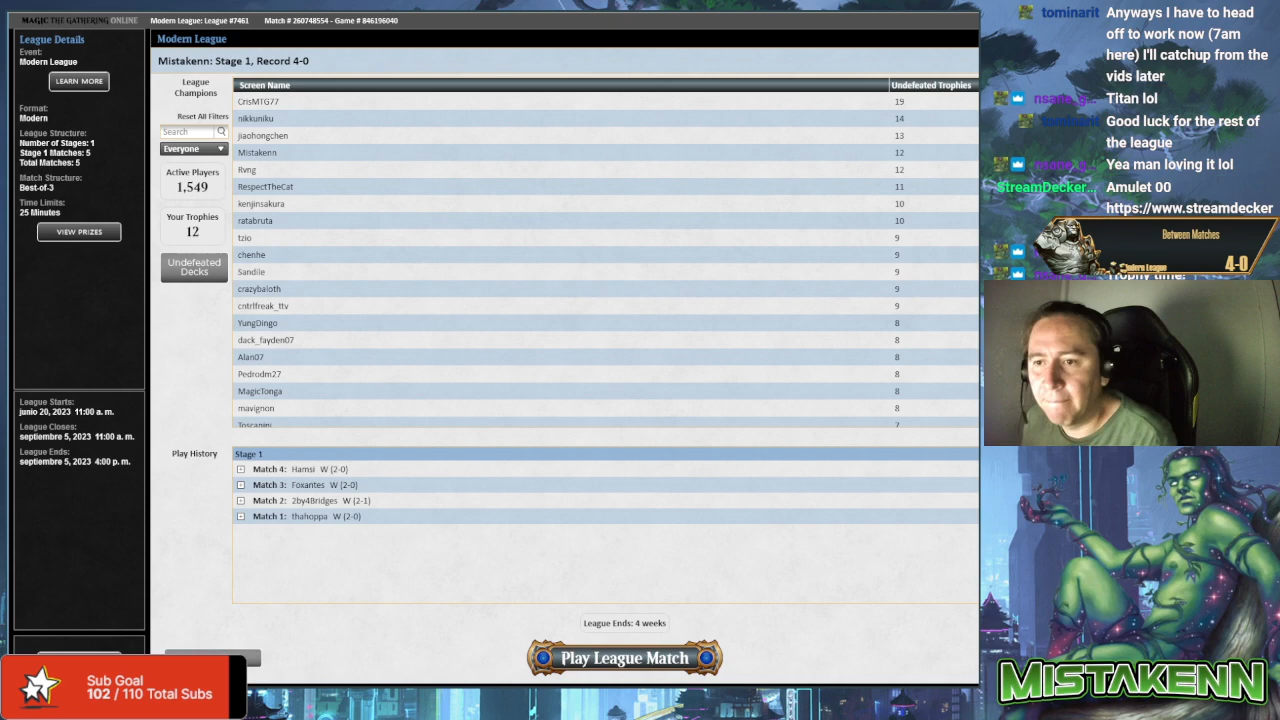 MAGIC THE GATHERING ONLINE
Modern League: League #7461
Match # 260748554 - Game # 846196040
League Details
Event:
Modern League
LEARN MORE
Format:
Modern
League Structure:
Number of Stages: 1
Stage 1 Matches: 5
Total Matches: 5
Match Structure:
Best-of-3
Time Limits:
25 Minutes
VIEW PRIZES
League Starts:
junio 20, 2023 11:00 a. m.
League Closes:
septiembre 5, 2023 11:00 a. m.
League Ends:
septiembre 5, 2023 4:00 p. m.
Modern League
Mistakenn: Stage 1, Record 4-0
League
Champions
Reset All Filters
Search
Everyone
Active Players
1,549
Your Trophies
12
Undefeated
Decks
Screen Name Undefeated Trophies
CrisMTG77 19
nikkuniku 14
jiaohongchen 13
Mistakenn 12
Rvng 12
RespectTheCat 11
kenjinsakura 10
ratabruta 10
tzio 9
chenhe 9
Sandile 9
crazybaloth 9
cntrlfreak_ttv 9
YungDingo 8
dack_fayden07 8
Alan07 8
Pedrodm27 8
MagicTonga 8
mavignon 8
Toscanini 7
Play History
Stage 1
Match 4: Hamsi W (2-0)
Match 3: Foxantes W (2-0)
Match 2: 2by4Bridges W (2-1)
Match 1: thahoppa W (2-0)
League Ends: 4 weeks
Play League Match
Sub Goal
102 / 110 Total Subs
tominarit Anyways I have to head
off to work now (7am
here) I'll catchup from the
vids later
Titan lol
tominarit Good luck for the rest of
the league
Yea man loving it lol
StreamDecker... Amulet 00
https://www.streamdecker
Between Matches
Modern League
4-0
Trophy time!
MISTAKENN